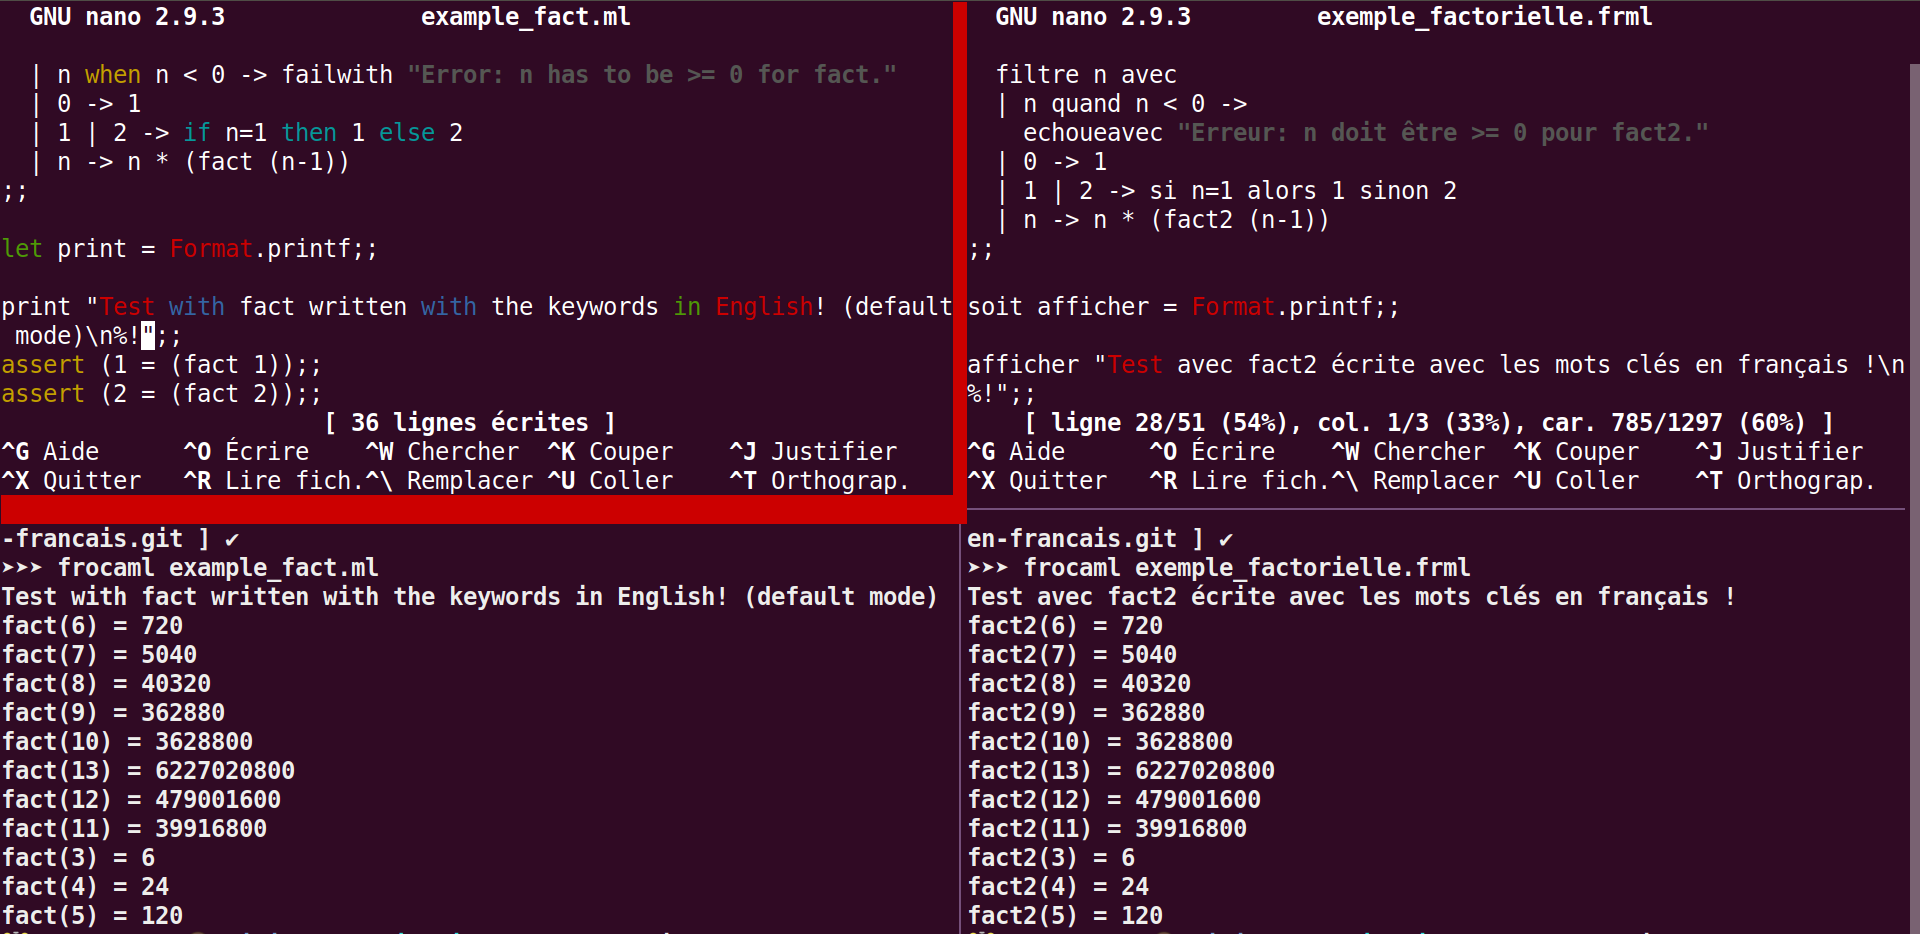 GNU nano 2.9.3 example_fact.ml
| n when n < 0 -> failwith "Error: n has to be >= 0 for fact."
| 0 -> 1
| 1 | 2 -> if n=1 then 1 else 2
| n -> n * (fact (n-1))
;;
let print = Format.printf;;
print "Test with fact written with the keywords in English! (default
mode)\n%!";;
assert (1 = (fact 1));;
assert (2 = (fact 2));;
[ 36 lignes écrites ]
^G Aide ^O Écrire ^W Chercher ^K Couper ^J Justifier
^X Quitter ^R Lire fich.^\ Remplacer ^U Coller ^T Orthograp.
GNU nano 2.9.3 exemple_factorielle.frml
filtre n avec
| n quand n < 0 ->
echoueavec "Erreur: n doit être >= 0 pour fact2."
| 0 -> 1
| 1 | 2 -> si n=1 alors 1 sinon 2
| n -> n * (fact2 (n-1))
;;
soit afficher = Format.printf;;
afficher "Test avec fact2 écrite avec les mots clés en français !\n
%!";;
[ ligne 28/51 (54%), col. 1/3 (33%), car. 785/1297 (60%) ]
^G Aide ^O Écrire ^W Chercher ^K Couper ^J Justifier
^X Quitter ^R Lire fich.^\ Remplacer ^U Coller ^T Orthograp.
-francais.git ] ✔
➤➤➤ frocaml example_fact.ml
Test with fact written with the keywords in English! (default mode)
fact(6) = 720
fact(7) = 5040
fact(8) = 40320
fact(9) = 362880
fact(10) = 3628800
fact(13) = 6227020800
fact(12) = 479001600
fact(11) = 39916800
fact(3) = 6
fact(4) = 24
fact(5) = 120
en-francais.git ] ✔
➤➤➤ frocaml exemple_factorielle.frml
Test avec fact2 écrite avec les mots clés en français !
fact2(6) = 720
fact2(7) = 5040
fact2(8) = 40320
fact2(9) = 362880
fact2(10) = 3628800
fact2(13) = 6227020800
fact2(12) = 479001600
fact2(11) = 39916800
fact2(3) = 6
fact2(4) = 24
fact2(5) = 120